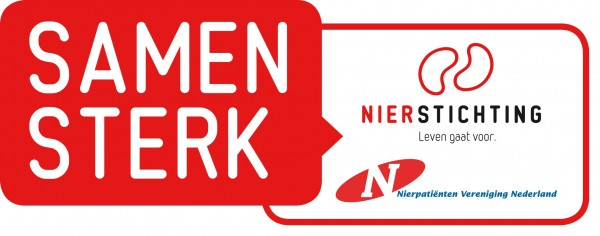 SAMEN
STERK
NIERSTICHTING
Leven gaat voor.
N
Nierpatiënten Vereniging Nederland